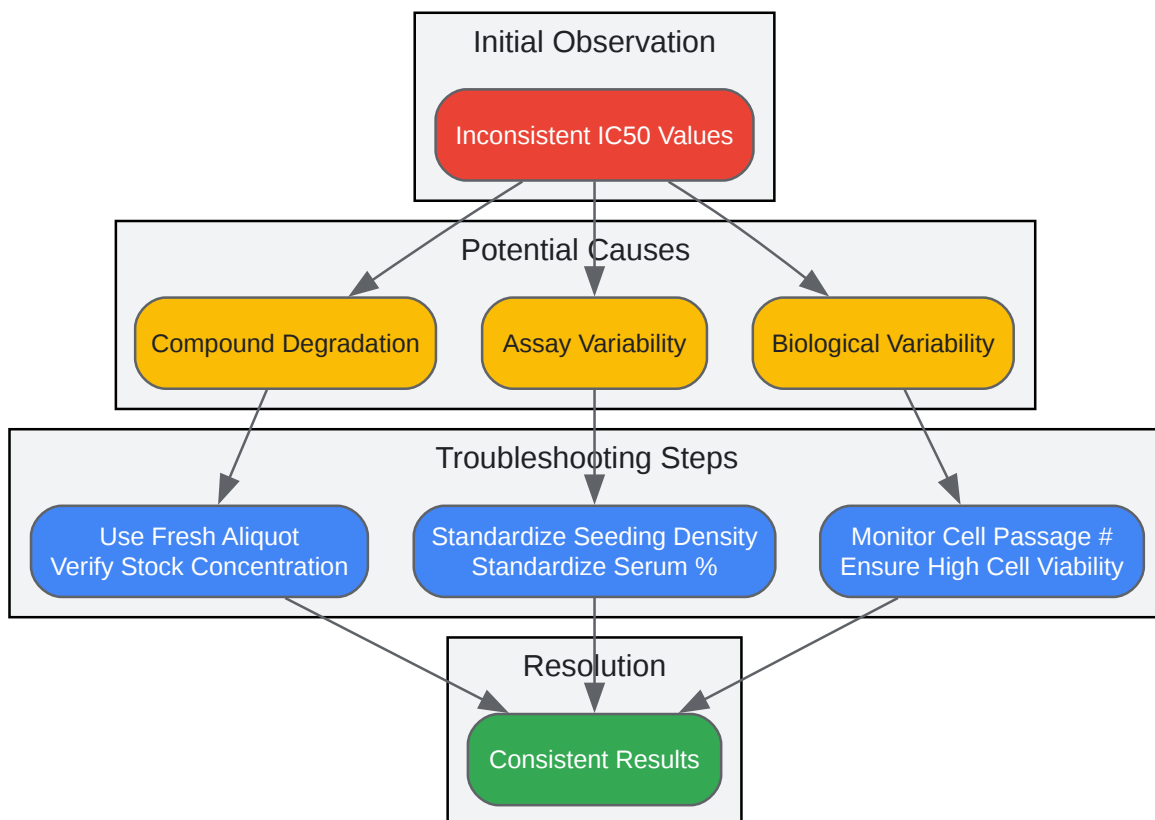 Initial Observation
Inconsistent IC50 Values
Potential Causes
Compound Degradation
Assay Variability
Biological Variability
Troubleshooting Steps
Use Fresh Aliquot
Verify Stock Concentration
Standardize Seeding Density
Standardize Serum %
Monitor Cell Passage #
Ensure High Cell Viability
Resolution
Consistent Results